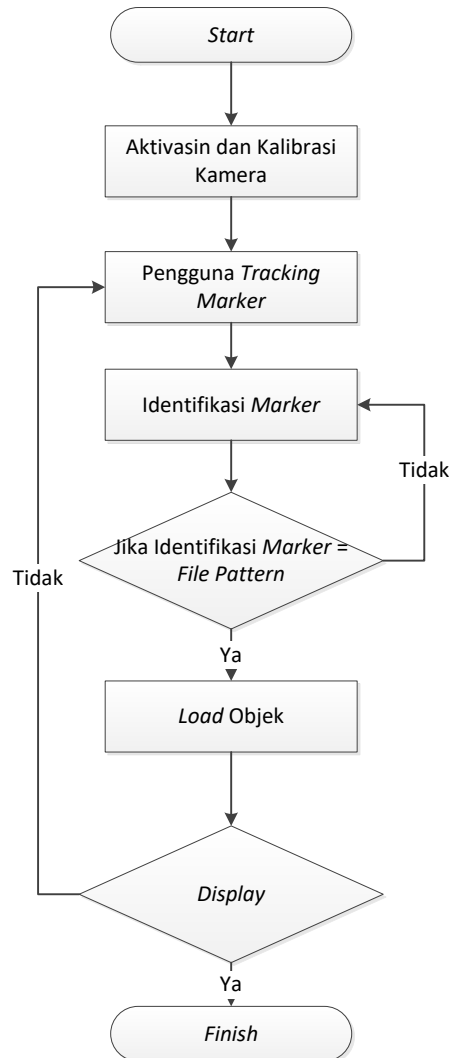 Start
Aktivasin dan Kalibrasi
Kamera
Pengguna Tracking
Marker
Identifikasi Marker
Tidak
Jika Identifikasi Marker =
File Pattern
Tidak
Ya
Load Objek
Display
Ya
Finish